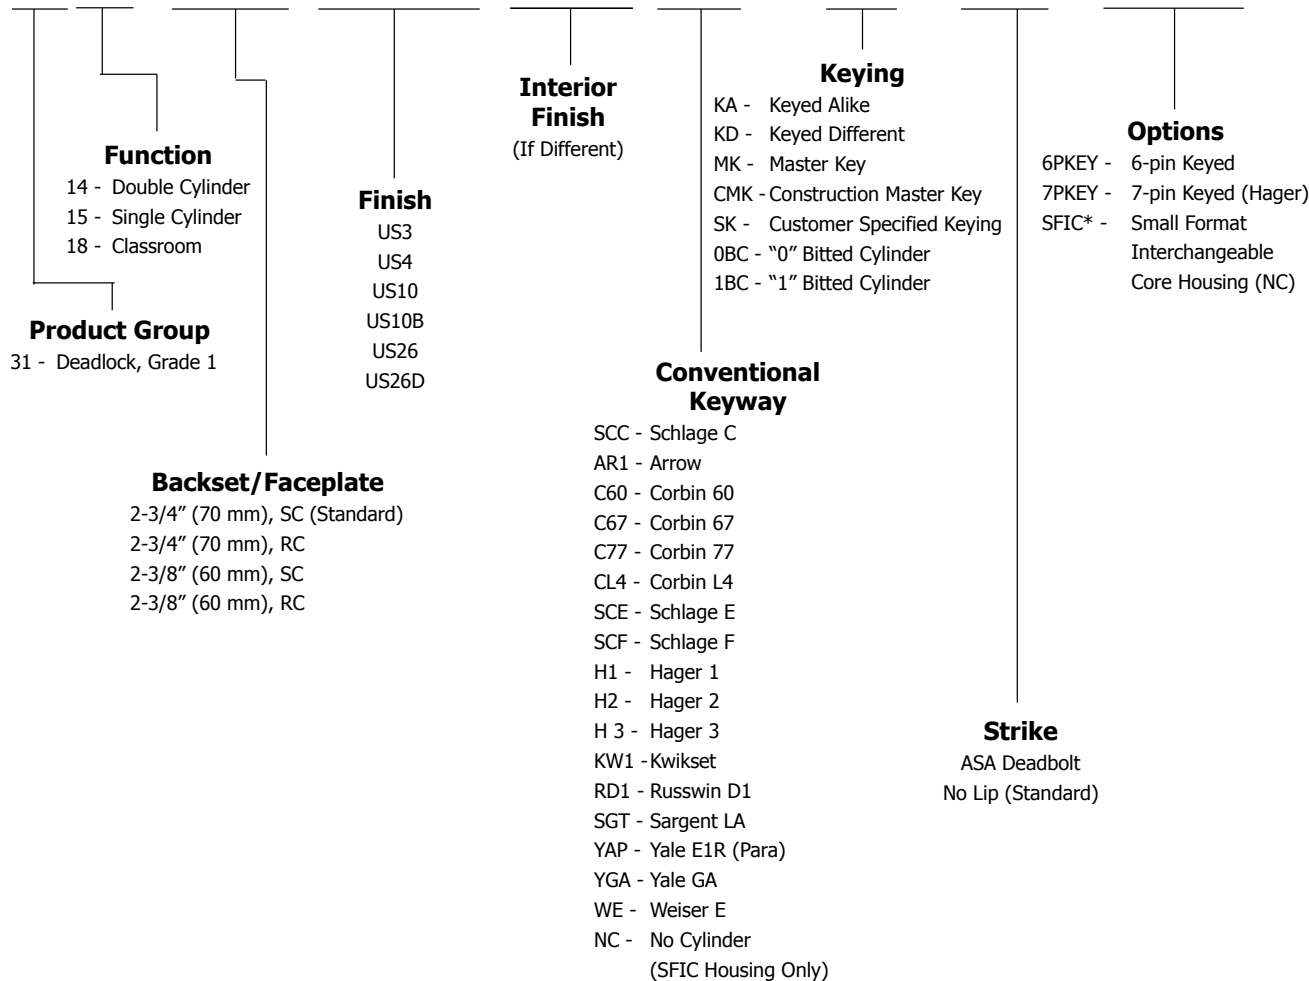 Function
14 - Double Cylinder
15 - Single Cylinder
18 - Classroom
Product Group
31 - Deadlock, Grade 1
Backset/Faceplate
2-3/4″ (70 mm), SC (Standard)
2-3/4″ (70 mm), RC
2-3/8″ (60 mm), SC
2-3/8″ (60 mm), RC
Finish
US3
US4
US10
US10B
US26
US26D
Interior
Finish
(If Different)
Conventional
Keyway
SCC - Schlage C
AR1 - Arrow
C60 - Corbin 60
C67 - Corbin 67
C77 - Corbin 77
CL4 - Corbin L4
SCE - Schlage E
SCF - Schlage F
H1 - Hager 1
H2 - Hager 2
H 3 - Hager 3
KW1 - Kwikset
RD1 - Russwin D1
SGT - Sargent LA
YAP - Yale E1R (Para)
YGA - Yale GA
WE - Weiser E
NC - No Cylinder
(SFIC Housing Only)
Keying
KA - Keyed Alike
KD - Keyed Different
MK - Master Key
CMK - Construction Master Key
SK - Customer Specified Keying
0BC - “0” Bitted Cylinder
1BC - “1” Bitted Cylinder
Strike
ASA Deadbolt
No Lip (Standard)
Options
6PKEY - 6-pin Keyed
7PKEY - 7-pin Keyed (Hager)
SFIC* - Small Format
Interchangeable
Core Housing (NC)